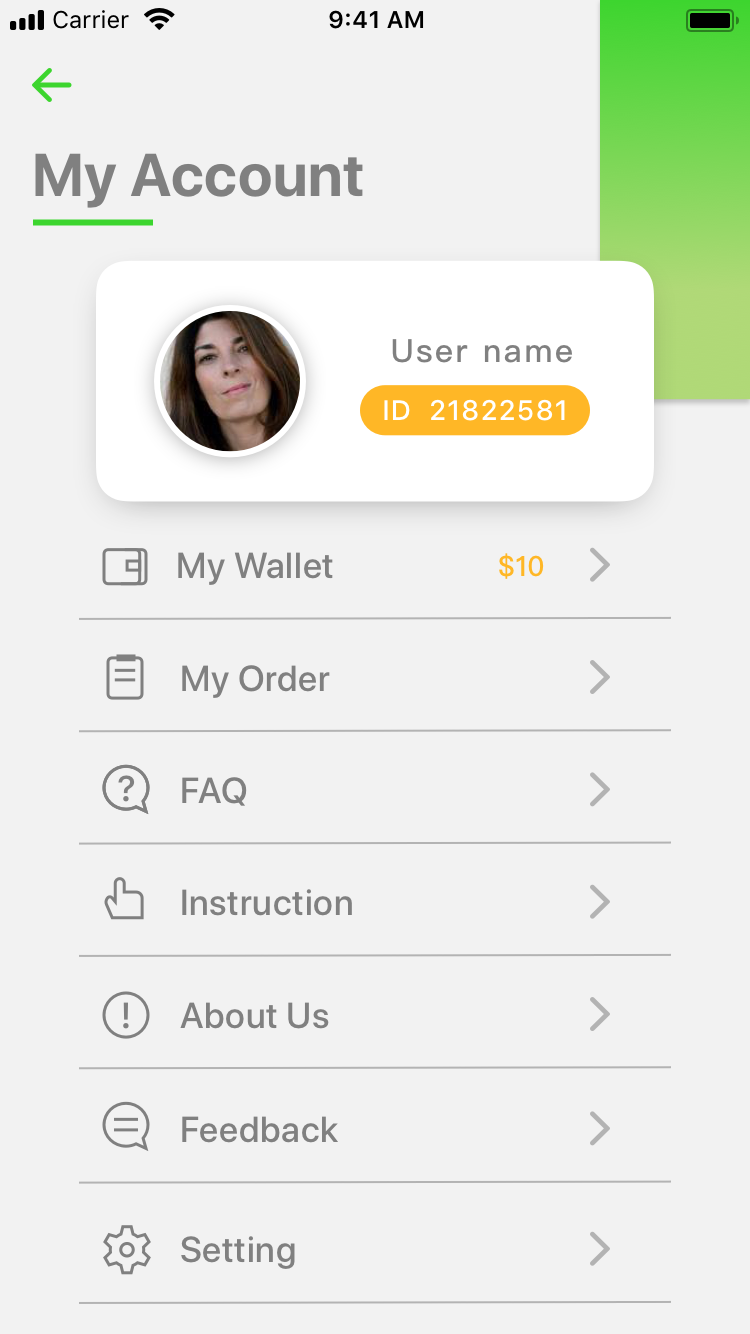 Carrier 9:41 AM
My Account
User name
ID 21822581
My Wallet $10
My Order
FAQ
Instruction
About Us
Feedback
Setting